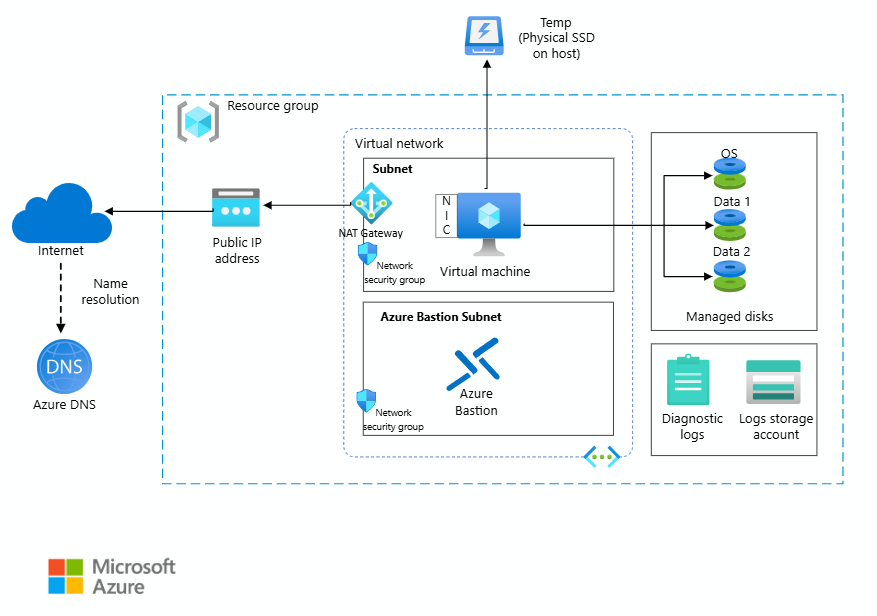 Temp
(Physical SSD
on host)
Resource group
Virtual network
Subnet
N
I
C
OS
Data 1
NAT Gateway
Public IP
address
Internet
Network
security group
Virtual machine
Data 2
Name
resolution
Managed disks
Azure Bastion Subnet
DNS
Azure DNS
Azure
Bastion
Network
security group
Diagnostic
logs
Logs storage
account
Microsoft
Azure